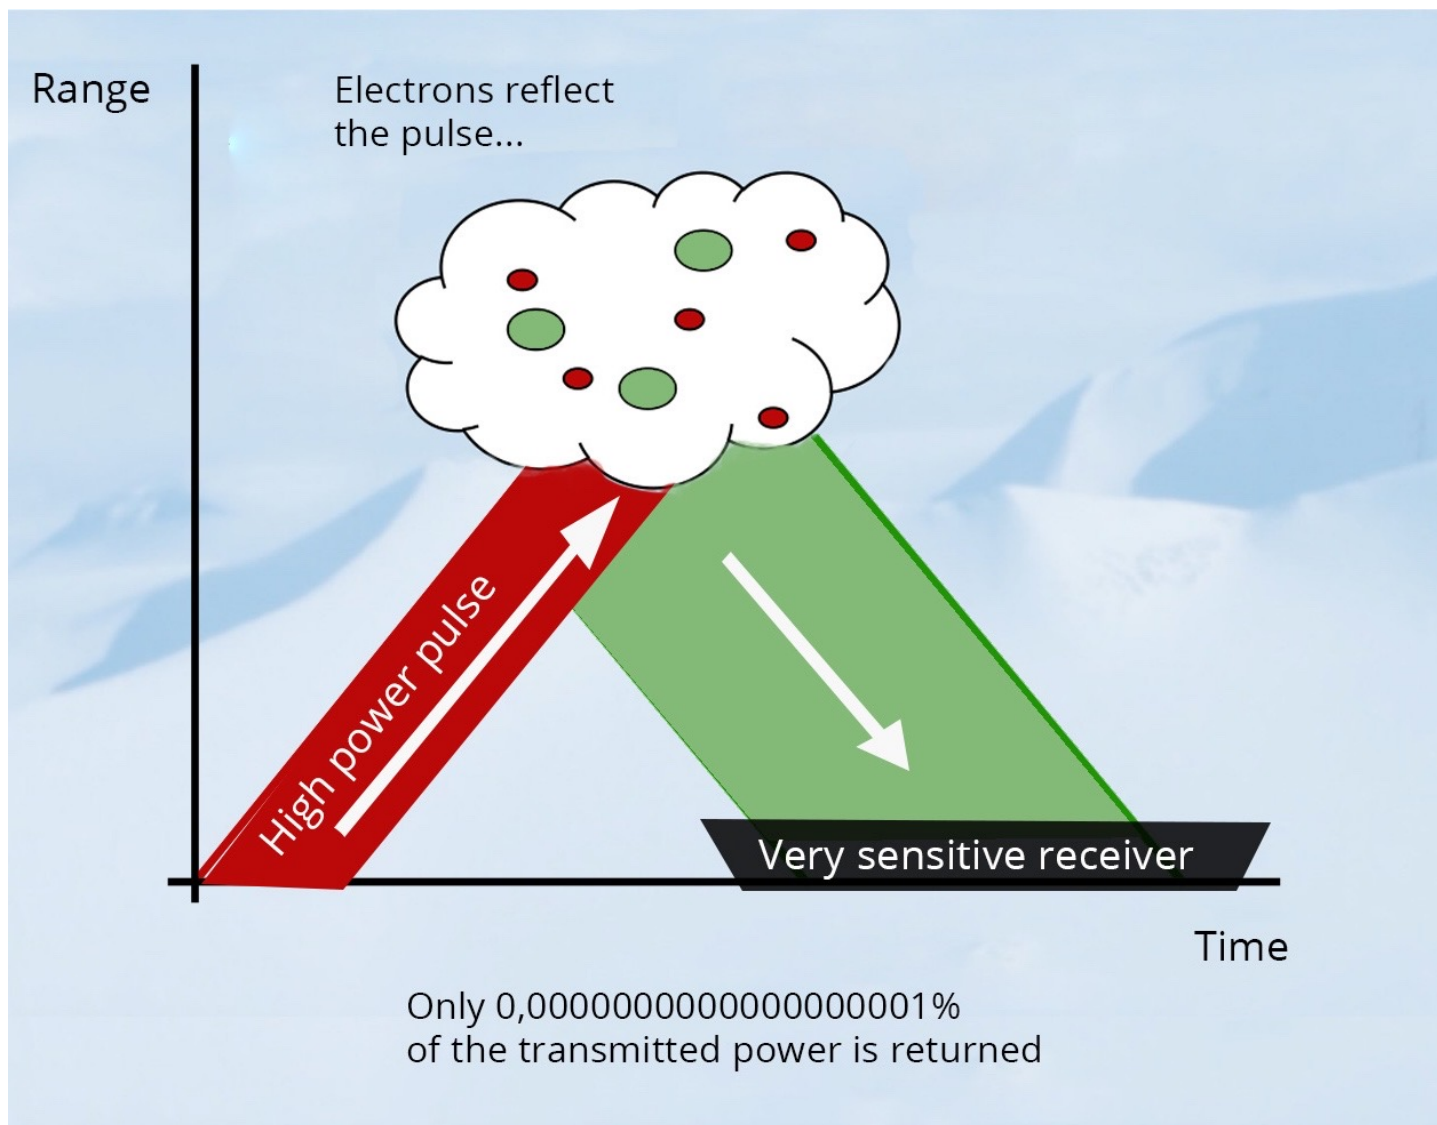 Range
Electrons reflect
the pulse...
High power pulse
Very sensitive receiver
Time
Only 0,0000000000000000001%
of the transmitted power is returned